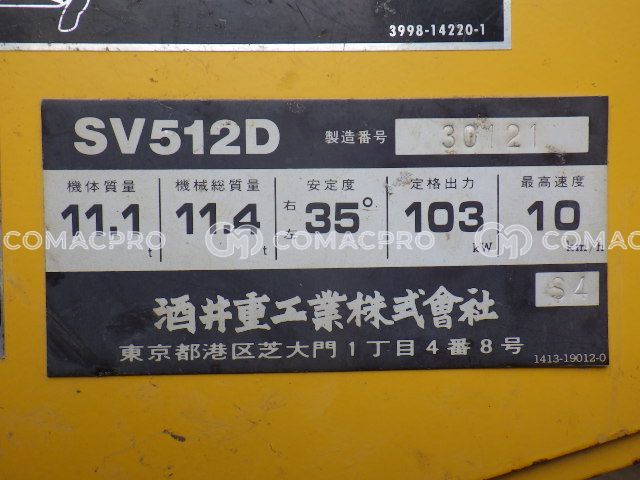 3998-14220-1
SV512D 製造番号 30121
機体質量 機械総質量 安定度 定格出力 最高速度
11.1 t 11.4 t 右 左 35° 103 kW 10 km/h
COMACPRO COMACPRO COMACPRO
S4
酒井重工業株式會社
東京都港区芝大門1丁目4番8号
1413-19012-0